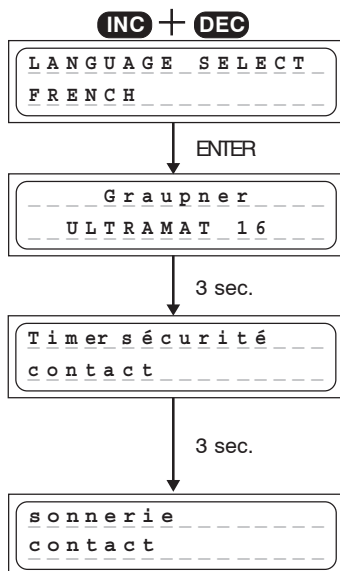 INC + DEC
LANGUAGE SELECT
FRENCH
ENTER
Graupner
ULTRAMAT 16
3 sec.
Timer sécurité
contact
3 sec.
sonnerie
contact